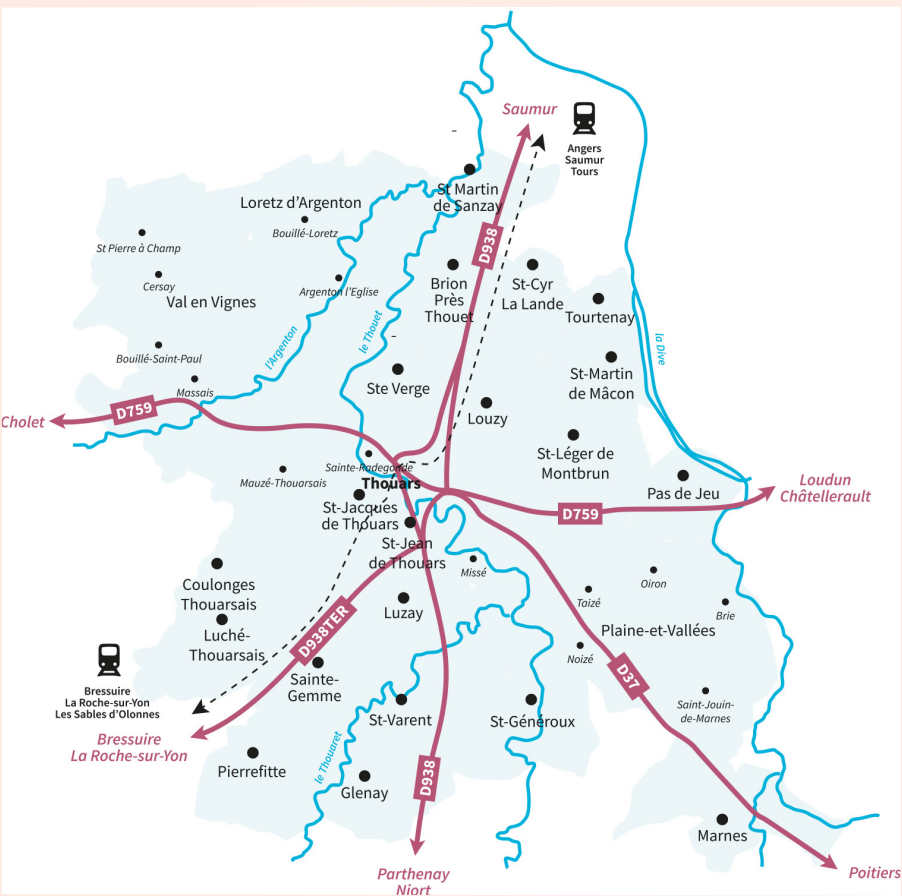 Saumur
Angers
Saumur
Tours
St Martin
de Sanzay
Loretz d'Argenton
Bouillé-Loretz
St Pierre à Champ
D938
Cersay
Val en Vignes
Argenton l'Eglise
Brion
Près
Thouet
St-Cyr
La Lande
Tourtenay
l'Argenton
le Thouet
la Dive
Bouillé-Saint-Paul
Massais
Ste Verge
St-Martin
de Mâcon
Cholet
D759
Louzy
St-Léger de
Montbrun
Sainte-Radegonde
Mauzé-Thouarsais
Thouars
Pas de Jeu
Loudun
Châtellerault
St-Jacques
de Thouars
D759
St-Jean
de Thouars
Missé
Oiron
Coulonges
Thouarsais
Luzay
Taizé
Brie
Luché-
Thouarsais
D938TER
Plaine-et-Vallées
Noizé
D37
Sainte-
Gemme
Bressuire
La Roche-sur-Yon
Les Sables d'Olonnes
St-Varent
St-Généroux
Saint-Jouin-
de-Marnes
Bressuire
La Roche-sur-Yon
le Thouaret
Pierrefitte
Glenay
D938
Marnes
Parthenay
Niort
Poitiers